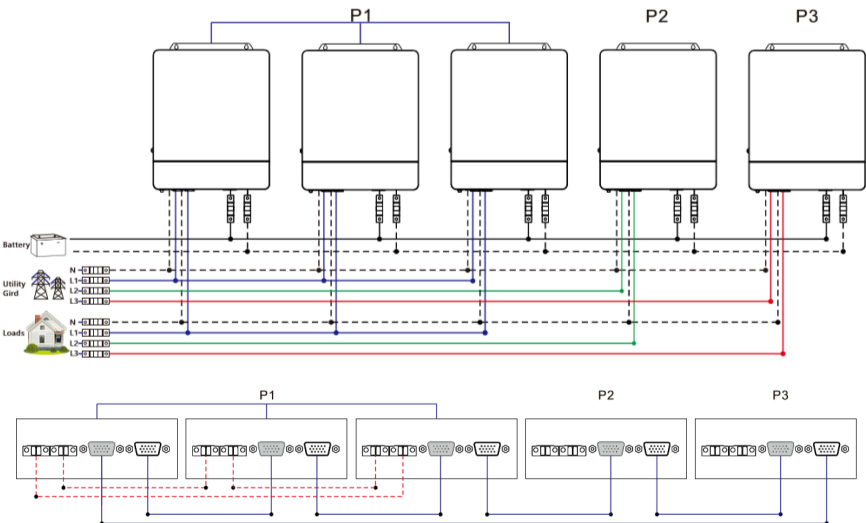 P1 P2 P3
Battery
N
L1
Utility
Gird
L2
L3
N
Loads
L1
L2
L3
P1 P2 P3